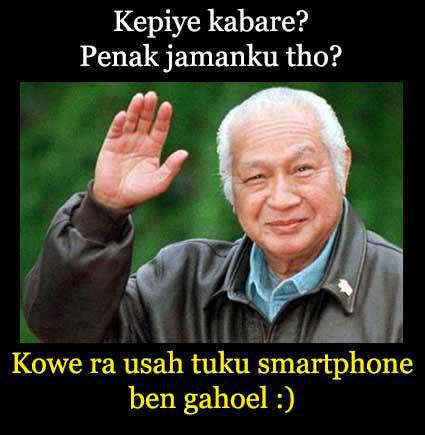 Kepiye kabare?
Penak jamanku tho?
Kowe ra usah tuku smartphone
ben gahoel :)